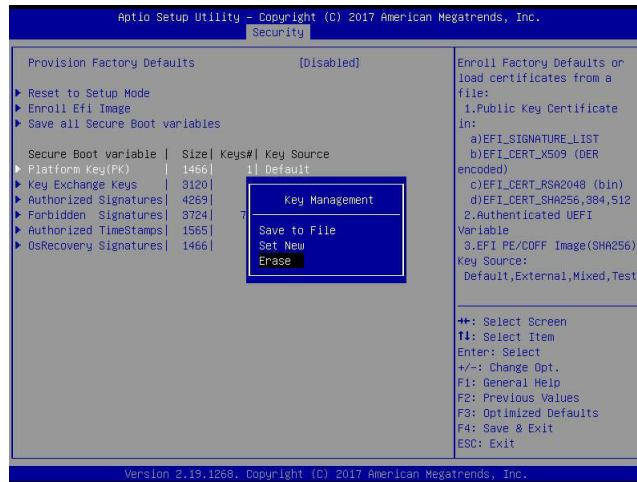 Aptio Setup Utility – Copyright (C) 2017 American Megatrends, Inc.
Security
Provision Factory Defaults [Disabled]
Reset to Setup Mode
Enroll Efi Image
Save all Secure Boot variables
Secure Boot variable | Size| Keys#| Key Source
Platform Key(PK) | 1466| 1| Default
Key Exchange Keys | 3120|
Authorized Signatures| 4269|
Forbidden Signatures| 3724| 7
Authorized TimeStamps| 1565|
OsRecovery Signatures| 1466|
Key Management
Save to File
Set New
Erase
Enroll Factory Defaults or
load certificates from a
file:
1.Public Key Certificate
in:
a)EFI_SIGNATURE_LIST
b)EFI_CERT_X509 (DER
encoded)
c)EFI_CERT_RSA2048 (bin)
d)EFI_CERT_SHA256,384,512
2.Authenticated UEFI
Variable
3.EFI PE/COFF Image(SHA256)
Key Source:
Default,External,Mixed,Test
→←: Select Screen
↑↓: Select Item
Enter: Select
+/-: Change Opt.
F1: General Help
F2: Previous Values
F3: Optimized Defaults
F4: Save & Exit
ESC: Exit
Version 2.19.1268. Copyright (C) 2017 American Megatrends, Inc.